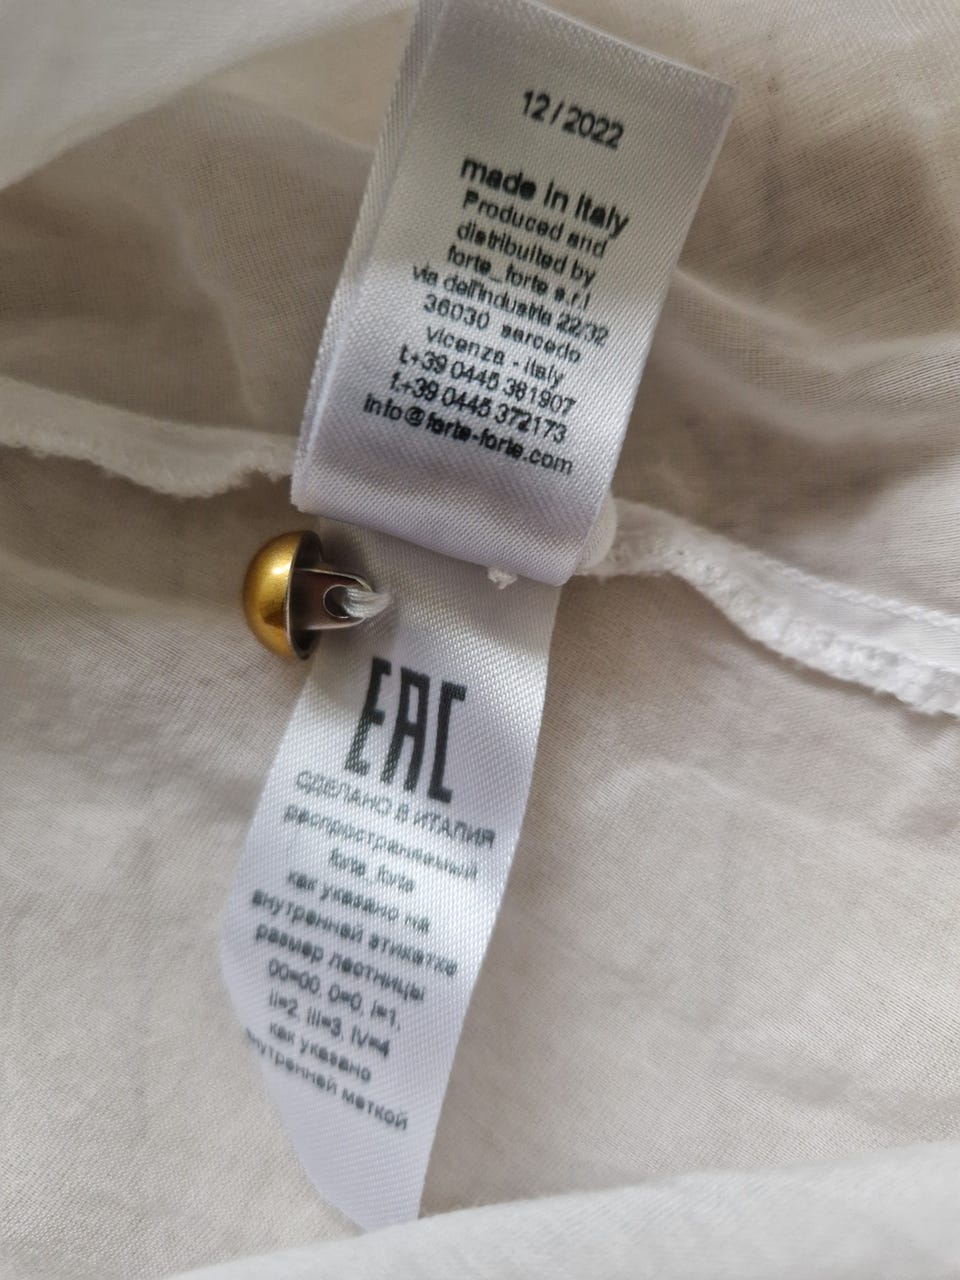 12/2022
made in Italy
Produced and
distribuited by
forte_forte s.r.l
via dell'industria 22/32
36030 sarcedo
vicenza - italy
t.+39 0445 361907
f.+39 0445 372173
info@forte-forte.com
EAC
СДЕЛАНО В ИТАЛИЯ
распространяемый
forte_forte
как указано на
внутренней этикетке
размер лестницы
00=00, 0=0, I=1,
II=2, III=3, IV=4
как указано
внутренней меткой